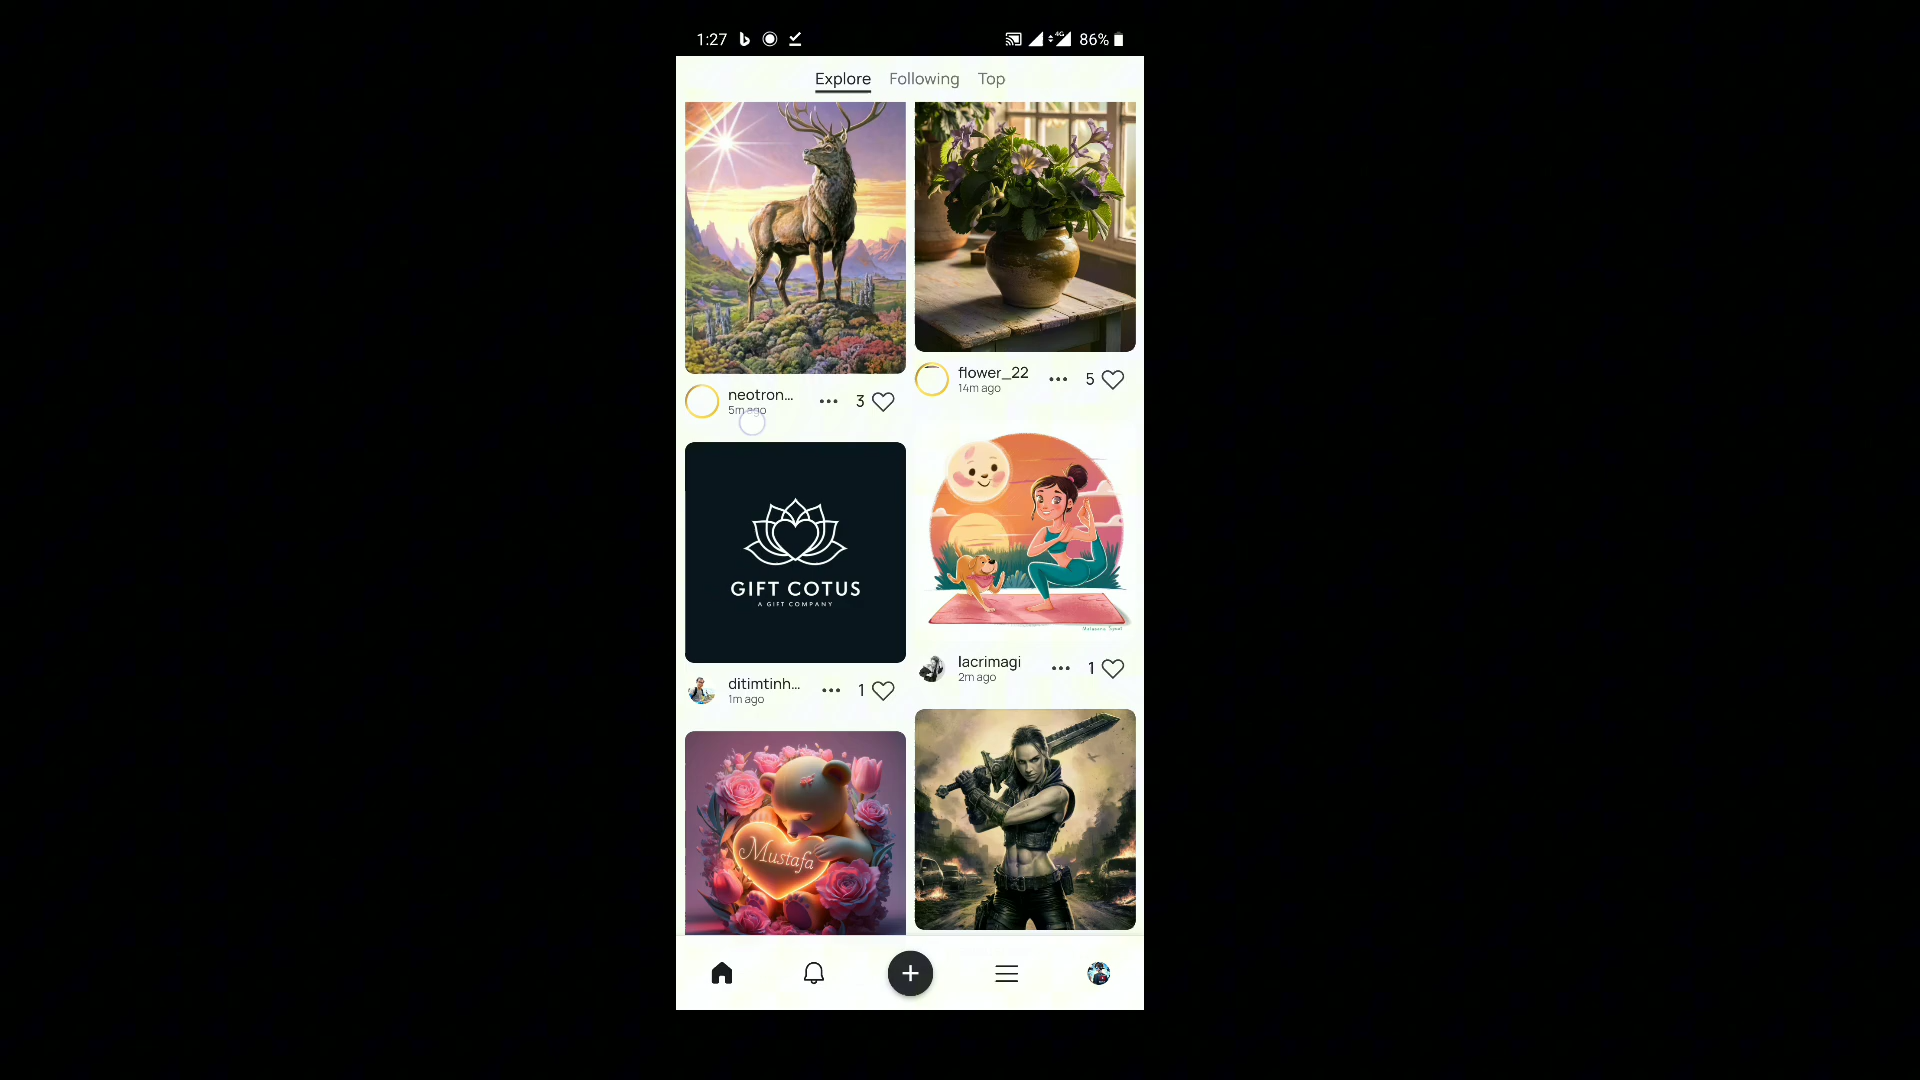 1:27
86%
Explore Following Top
neotron...
5m ago
3
flower_22
14m ago
5
GIFT COTUS
A GIFT COMPANY
ditimtinh...
1m ago
1
lacrimagi
2m ago
1
Mustafa